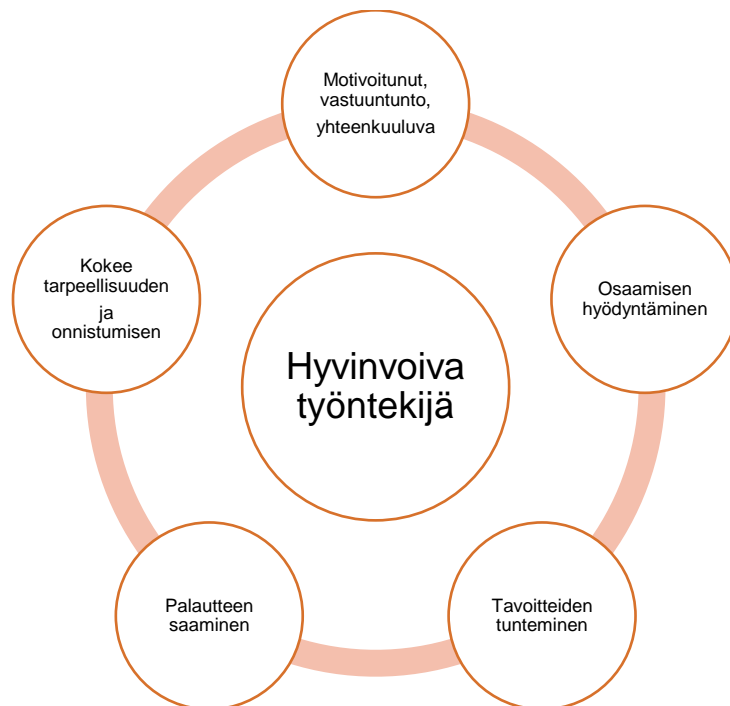 Motivoitunut,
vastuuntunto,
yhteenkuuluva
Osaamisen
hyödyntäminen
Tavoitteiden
tunteminen
Palautteen
saaminen
Kokee
tarpeellisuuden
ja
onnistumisen
Hyvinvoiva
työntekijä